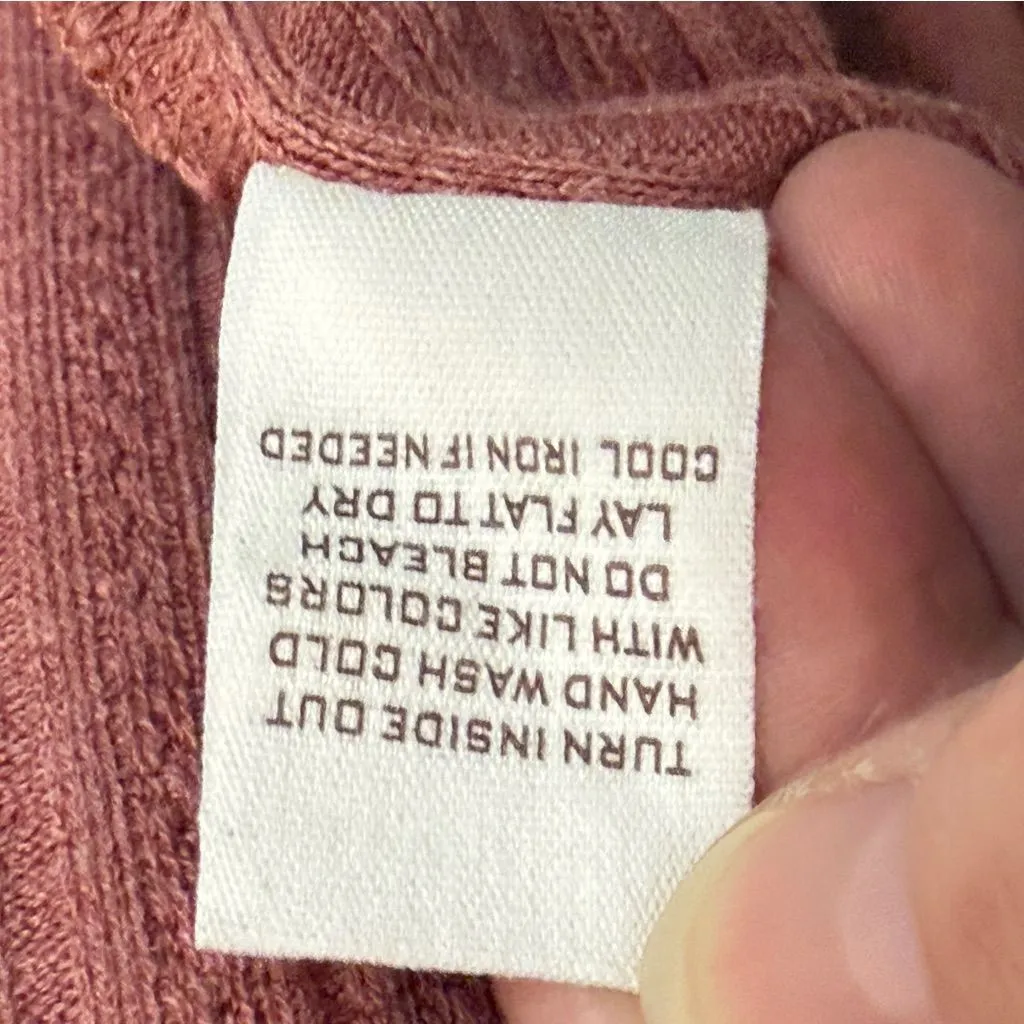 TURN INSIDE OUT
HAND WASH COLD
WITH LIKE COLORS
DO NOT BLEACH
LAY FLAT TO DRY
COOL IRON IF NEEDED